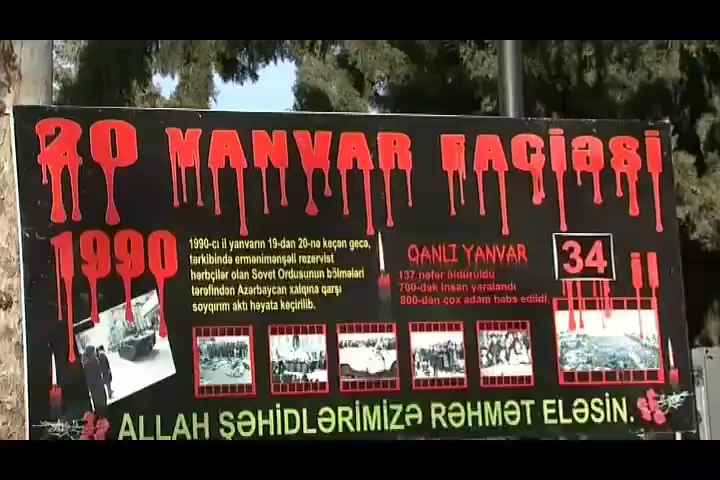 20 YANVAR FACİƏSİ
1990
1990-cı il yanvarın 19-dan 20-nə keçən gecə,
tərkibində erməniənşəli rezervist
hərbçilər olan Sovet Ordusunun bölmələri
tərəfindən Azərbaycan xalqına qarşı
soyqırım aktı həyata keçirilib.
QANLI YANVAR
137 nəfər öldürüldü
700-dək insan yaralandı
800-dən çox adam həbs edildi.
34
İl
ALLAH ŞƏHİDLƏRİMİZƏ RƏHMƏT ELƏSİN.